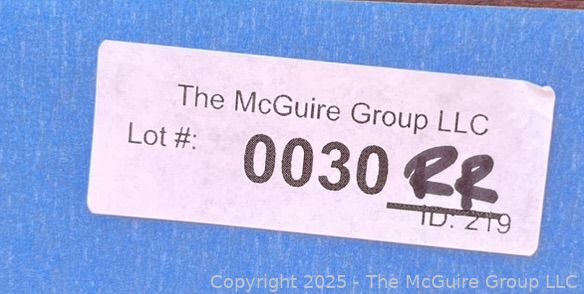 The McGuire Group LLC
Lot #: 0030 RR
ID: 219
Copyright 2025 - The McGuire Group LLC